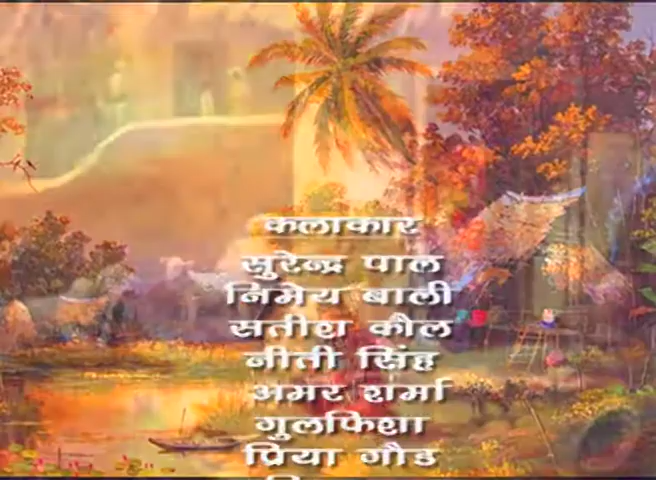 कलाकार
सुरेन्द्र पाल
निमेय बाली
सतीश कौल
नीती सिंह
अमर शर्मा
गुलफिशा
प्रिया गौड